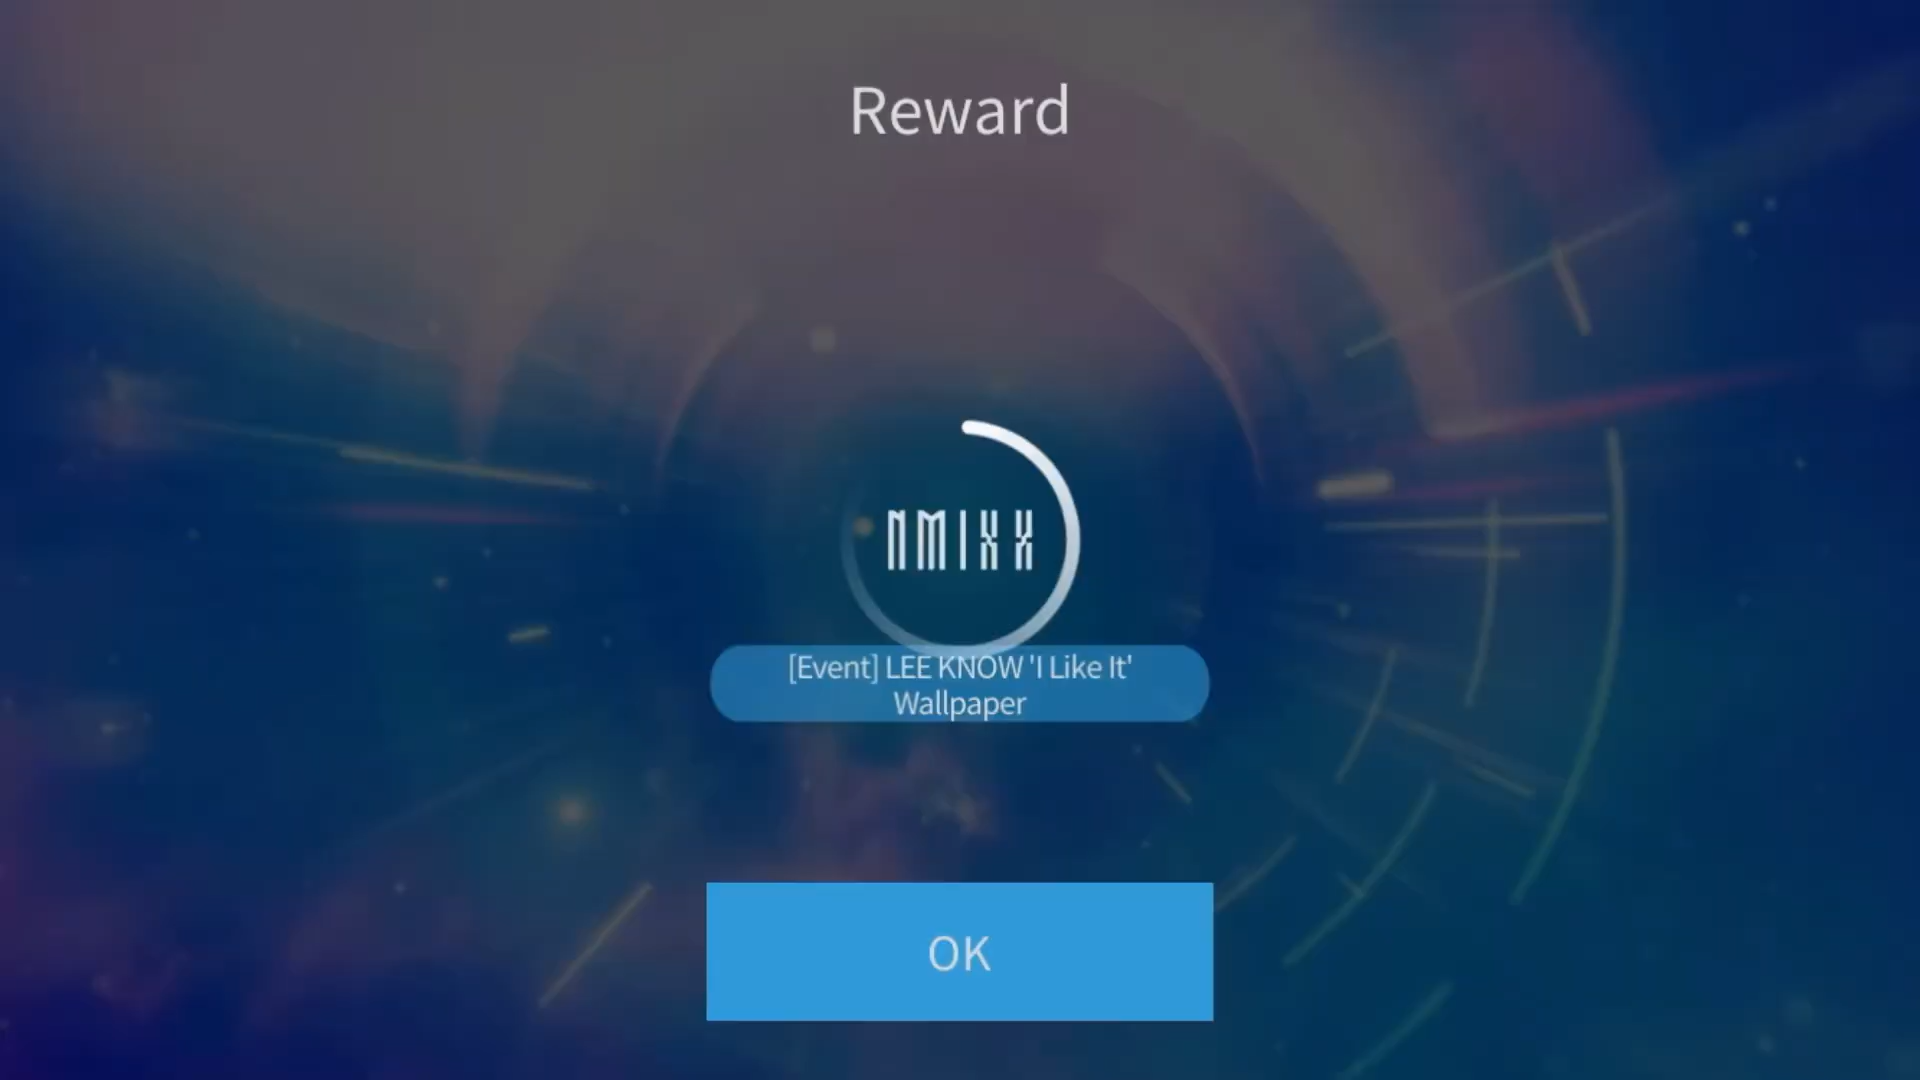 Reward
NMIXX
[Event] LEE KNOW 'I Like It'
Wallpaper
OK